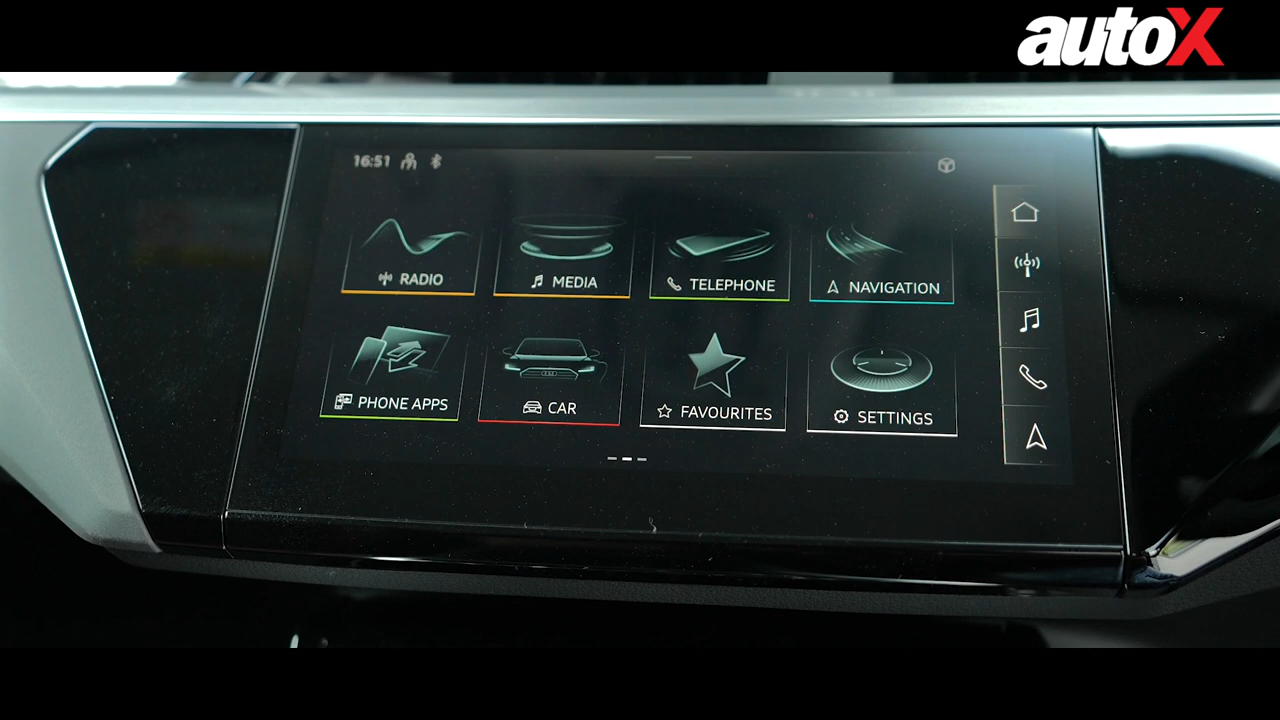 autoX
16:51
RADIO
MEDIA
TELEPHONE
NAVIGATION
PHONE APPS
CAR
FAVOURITES
SETTINGS